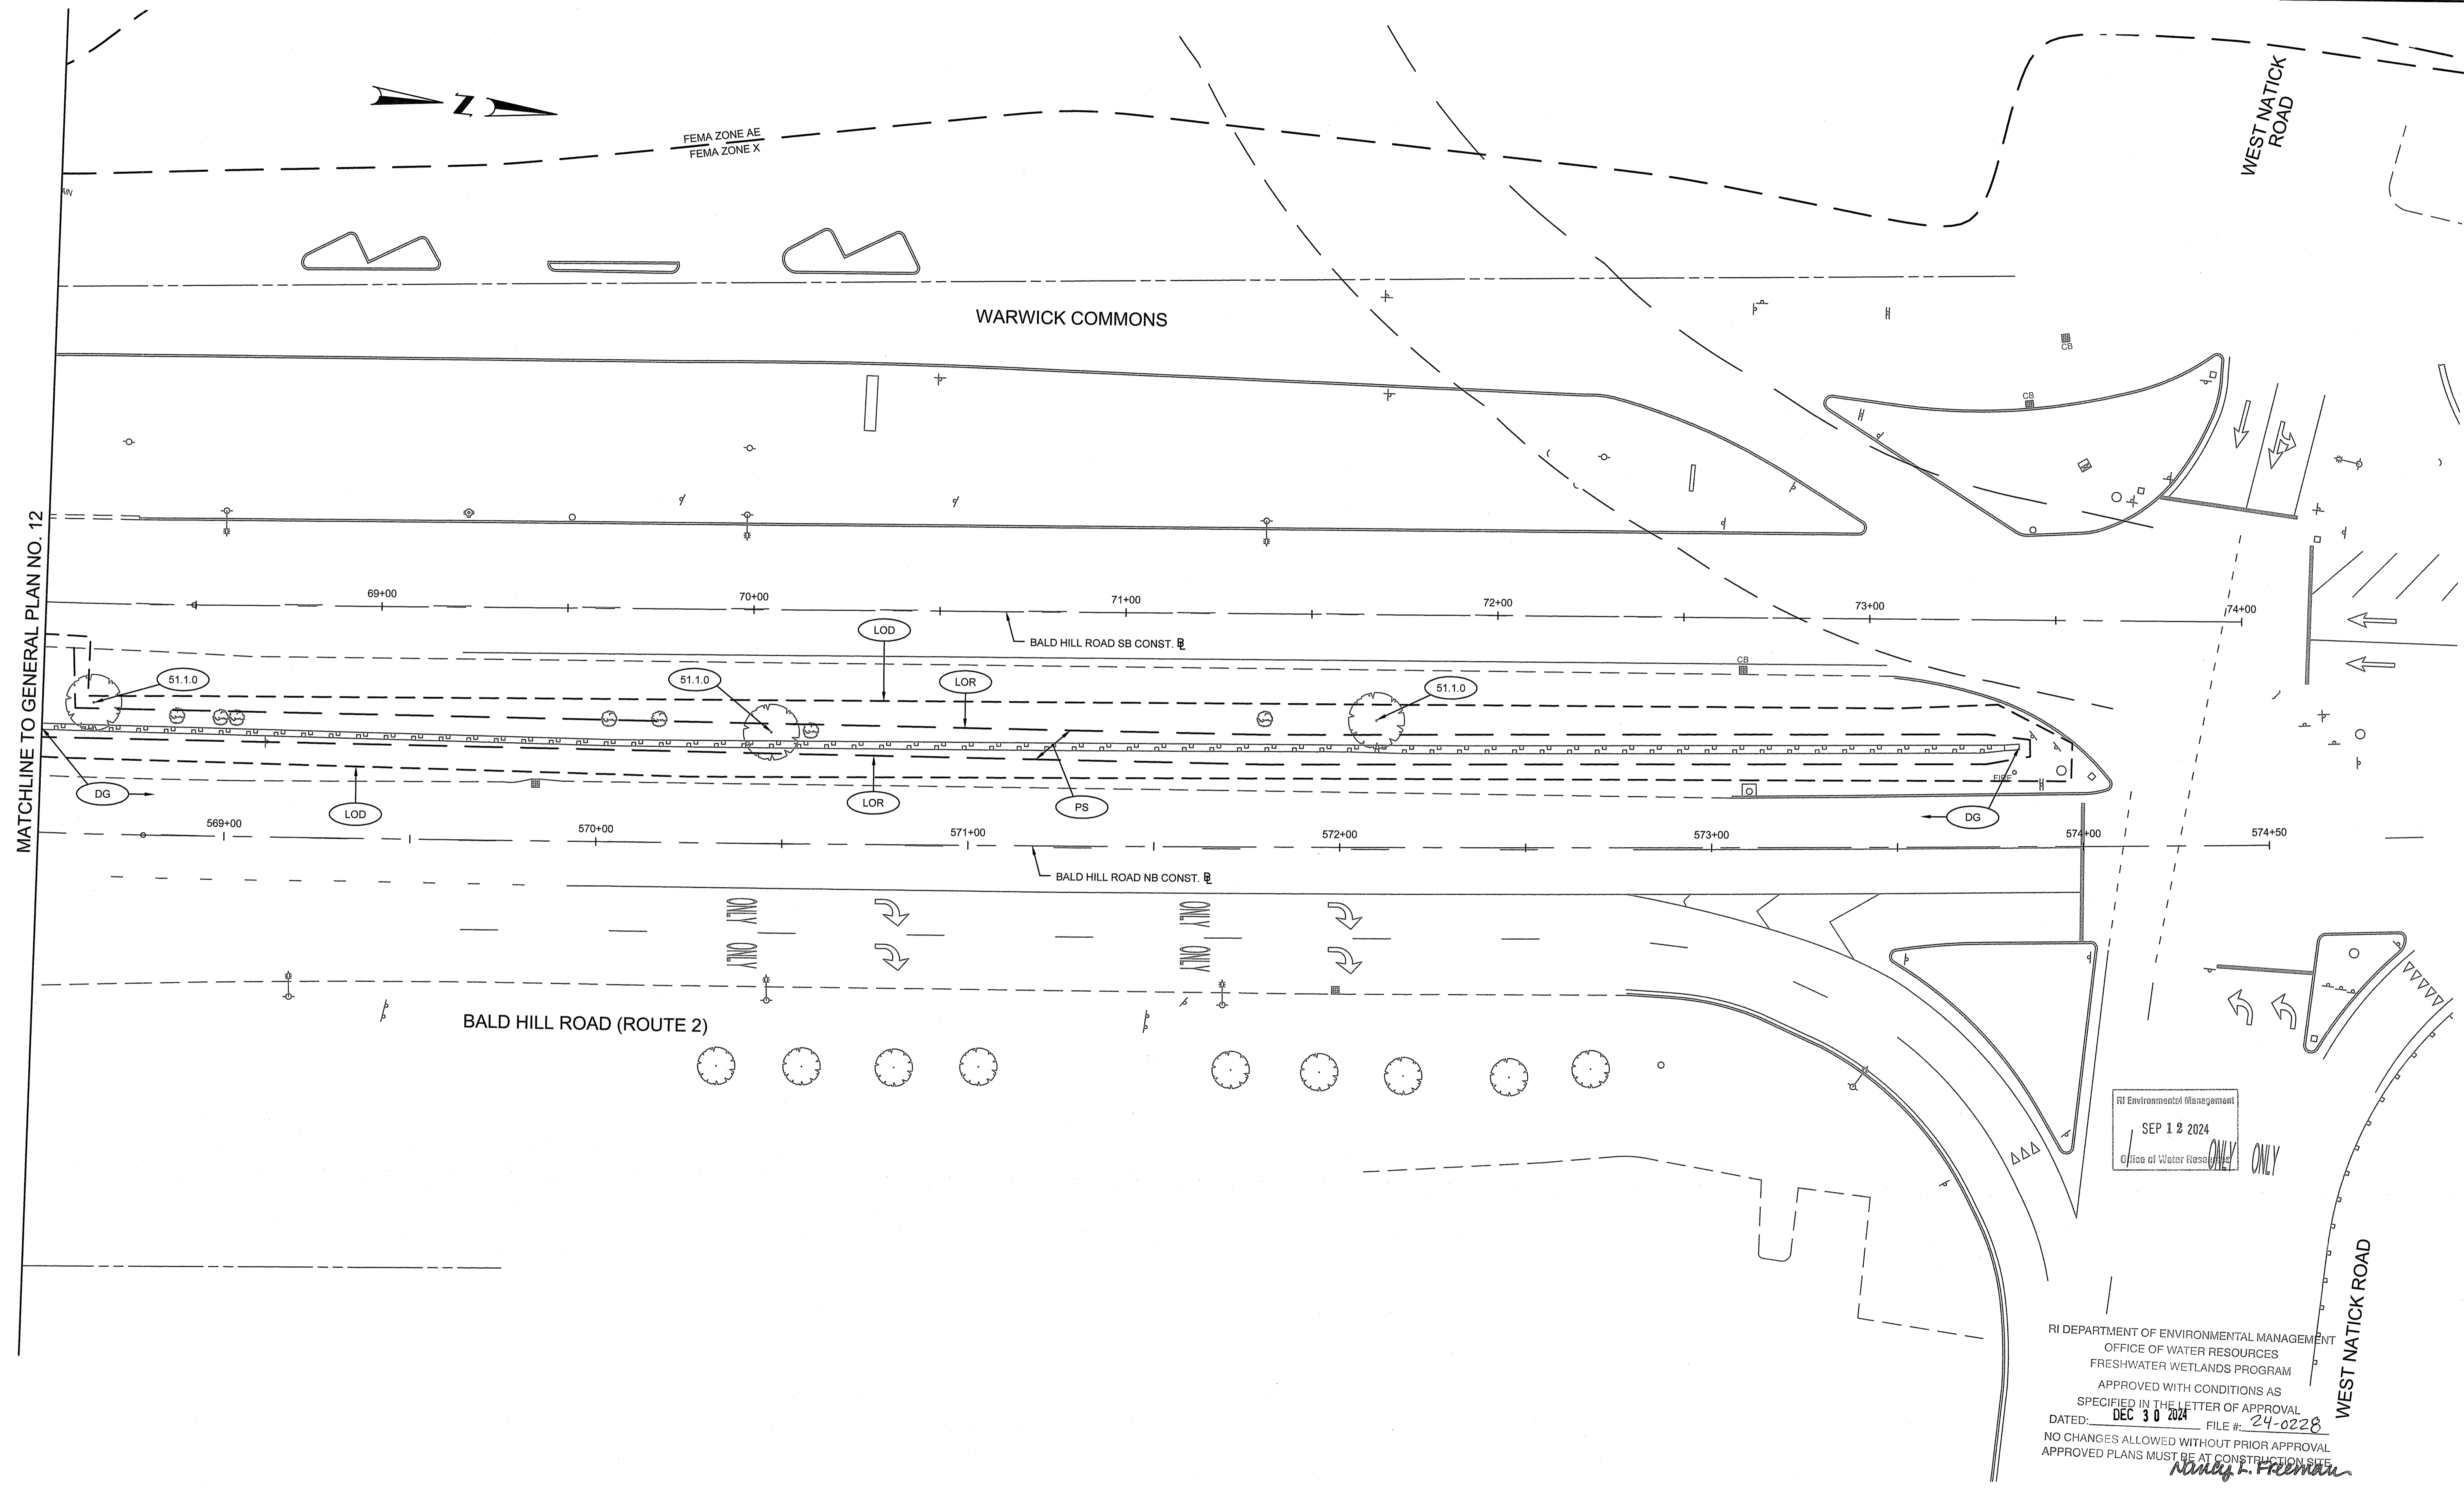 WEST NATICK
ROAD
Z
FEMA ZONE AE
FEMA ZONE X
AIN
WARWICK COMMONS
CB
CB
MATCHLINE TO GENERAL PLAN NO. 12
69+00
70+00
71+00
72+00
73+00
74+00
LOD
BALD HILL ROAD SB CONST. BL
CB
51.1.0
51.1.0
LOR
51.1.0
FIRE
DG
LOD
LOR
PS
DG
569+00
570+00
571+00
572+00
573+00
574+00
574+50
BALD HILL ROAD NB CONST. BL
ONLY
ONLY
ONLY
ONLY
BALD HILL ROAD (ROUTE 2)
RI Environmental Management
SEP 12 2024
Office of Water Resources
ONLY
ONLY
WEST NATICK ROAD
RI DEPARTMENT OF ENVIRONMENTAL MANAGEMENT
OFFICE OF WATER RESOURCES
FRESHWATER WETLANDS PROGRAM
APPROVED WITH CONDITIONS AS
SPECIFIED IN THE LETTER OF APPROVAL
DATED: DEC 30 2024 FILE #: 24-0228
NO CHANGES ALLOWED WITHOUT PRIOR APPROVAL
APPROVED PLANS MUST BE AT CONSTRUCTION SITE
Nancy L. Freeman